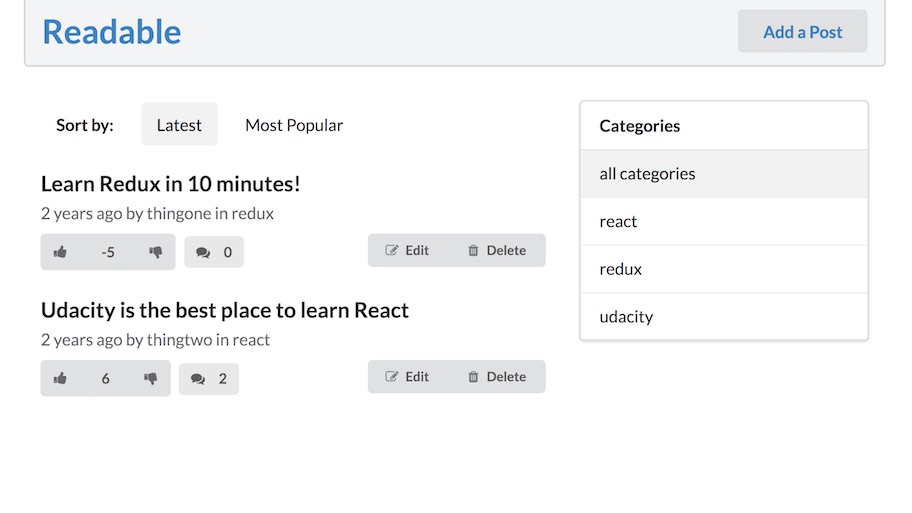 Readable
Add a Post
Sort by: Latest Most Popular
Learn Redux in 10 minutes!
2 years ago by thingone in redux
-5 0 Edit Delete
Udacity is the best place to learn React
2 years ago by thingtwo in react
6 2 Edit Delete
Categories
all categories
react
redux
udacity